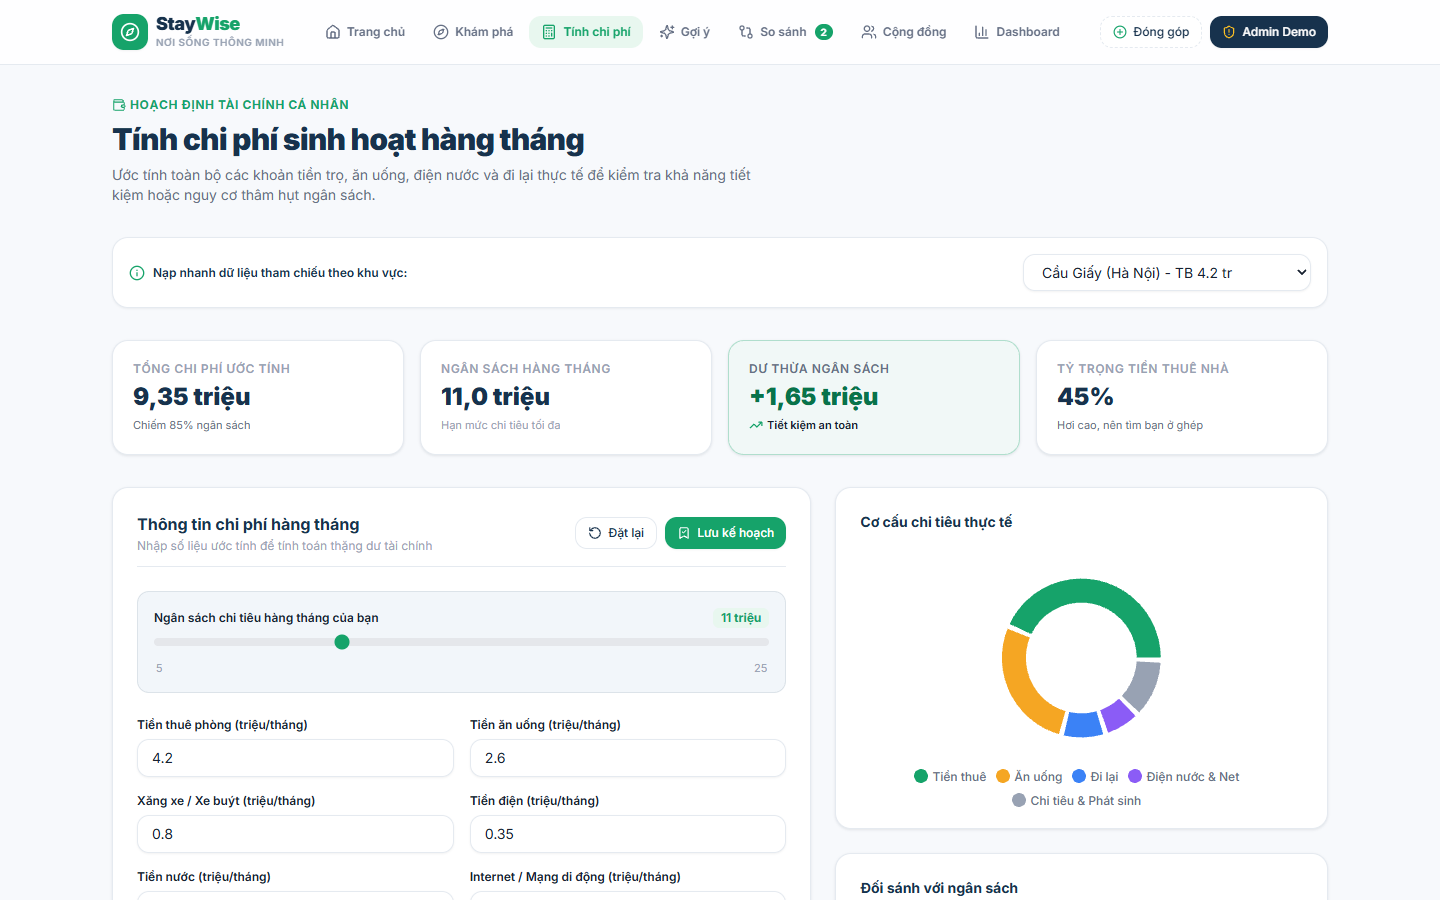 StayWise
NƠI SỐNG THÔNG MINH
Trang chủ
Khám phá
Tính chi phí
Gợi ý
So sánh 2
Cộng đồng
Dashboard
Đóng góp
Admin Demo
HOẠCH ĐỊNH TÀI CHÍNH CÁ NHÂN
Tính chi phí sinh hoạt hàng tháng
Ước tính toàn bộ các khoản tiền trọ, ăn uống, điện nước và đi lại thực tế để kiểm tra khả năng tiết
kiệm hoặc nguy cơ thâm hụt ngân sách.
Nạp nhanh dữ liệu tham chiếu theo khu vực:
Cầu Giấy (Hà Nội) - TB 4.2 tr
TỔNG CHI PHÍ ƯỚC TÍNH
9,35 triệu
Chiếm 85% ngân sách
NGÂN SÁCH HÀNG THÁNG
11,0 triệu
Hạn mức chi tiêu tối đa
DƯ THỪA NGÂN SÁCH
+1,65 triệu
Tiết kiệm an toàn
TỶ TRỌNG TIỀN THUÊ NHÀ
45%
Hơi cao, nên tìm bạn ở ghép
Thông tin chi phí hàng tháng
Nhập số liệu ước tính để tính toán thặng dư tài chính
Đặt lại
Lưu kế hoạch
Ngân sách chi tiêu hàng tháng của bạn
11 triệu
5
25
Tiền thuê phòng (triệu/tháng)
Tiền ăn uống (triệu/tháng)
4.2
2.6
Xăng xe / Xe buýt (triệu/tháng)
Tiền điện (triệu/tháng)
0.8
0.35
Tiền nước (triệu/tháng)
Internet / Mạng di động (triệu/tháng)
Cơ cấu chi tiêu thực tế
Tiền thuê
Ăn uống
Đi lại
Điện nước & Net
Chi tiêu & Phát sinh
Đối sánh với ngân sách